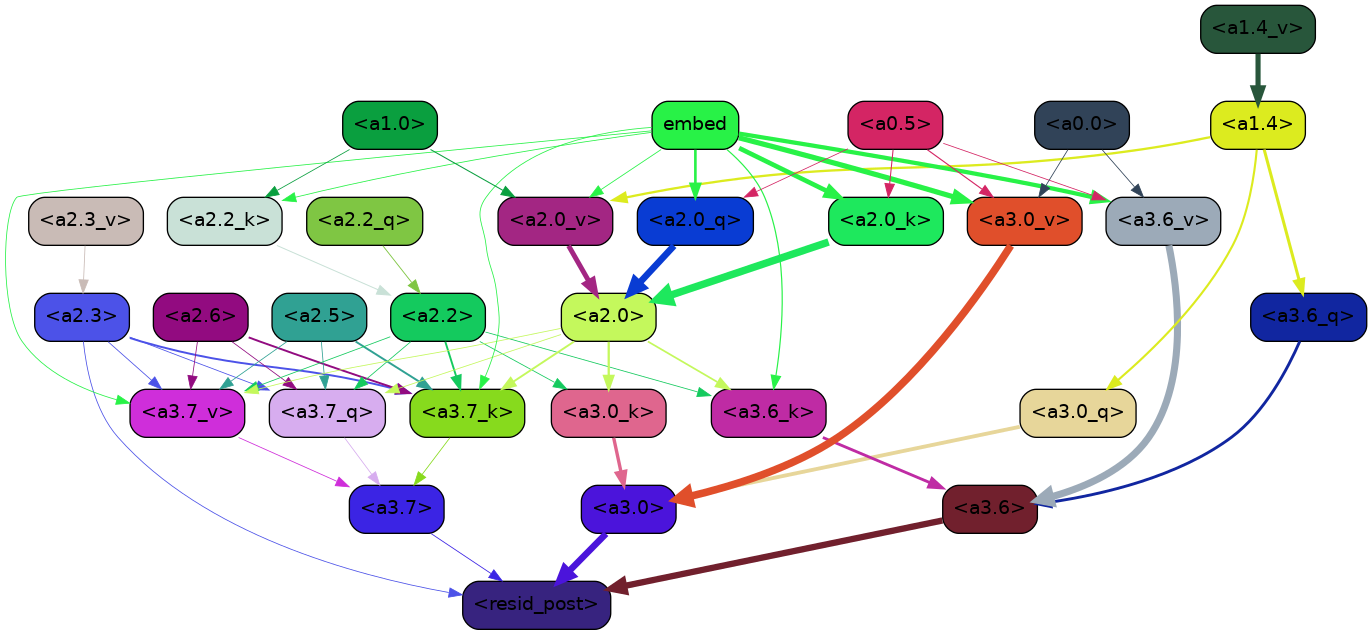 <a1.4_v>
<a1.0>
embed
<a0.5>
<a0.0>
<a1.4>
<a2.3_v>
<a2.2_k>
<a2.2_q>
<a2.0_v>
<a2.0_q>
<a2.0_k>
<a3.0_v>
<a3.6_v>
<a2.3>
<a2.6>
<a2.5>
<a2.2>
<a2.0>
<a3.6_q>
<a3.7_v>
<a3.7_q>
<a3.7_k>
<a3.0_k>
<a3.6_k>
<a3.0_q>
<a3.7>
<a3.0>
<a3.6>
<resid_post>